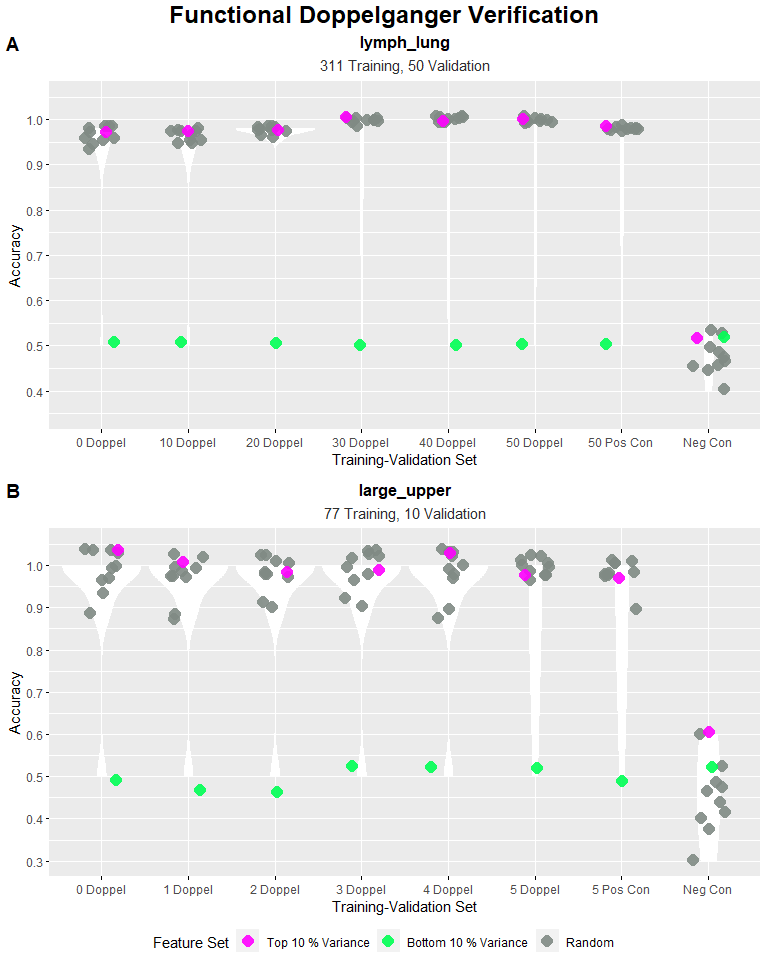 Functional Doppelganger Verification
A
lymph_lung
311 Training, 50 Validation
Accuracy
1.0
0.9
0.8
0.7
0.6
0.5
0.4
0 Doppel 10 Doppel 20 Doppel 30 Doppel 40 Doppel 50 Doppel 50 Pos Con Neg Con
Training-Validation Set
B
large_upper
77 Training, 10 Validation
Accuracy
1.0
0.9
0.8
0.7
0.6
0.5
0.4
0.3
0 Doppel 1 Doppel 2 Doppel 3 Doppel 4 Doppel 5 Doppel 5 Pos Con Neg Con
Training-Validation Set
Feature Set Top 10 % Variance Bottom 10 % Variance Random